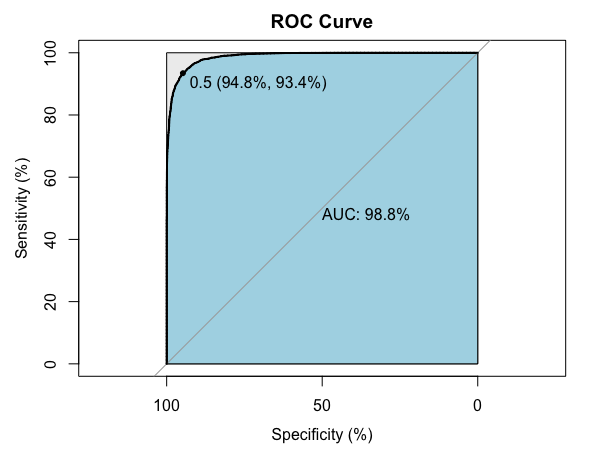 ROC Curve
Sensitivity (%)
100
80
60
40
20
0
0.5 (94.8%, 93.4%)
AUC: 98.8%
100 50 0
Specificity (%)